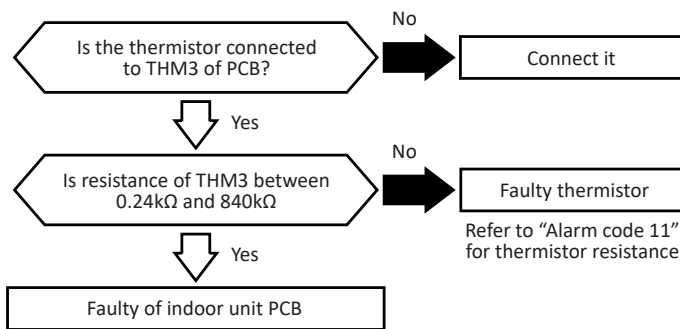 No
Is the thermistor connected
to THM3 of PCB?
Connect it
Yes
No
Is resistance of THM3 between
0.24kΩ and 840kΩ
Faulty thermistor
Refer to “Alarm code 11”
for thermistor resistance
Yes
Faulty of indoor unit PCB